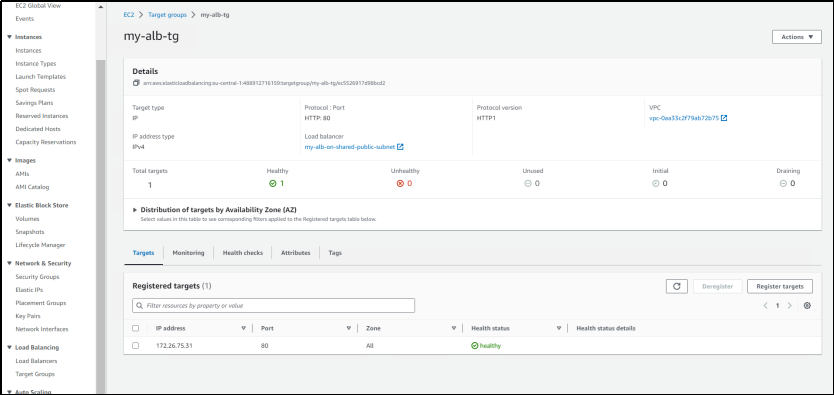 EC2 Global View
Events
Instances
Instances
Instance Types
Launch Templates
Spot Requests
Savings Plans
Reserved Instances
Dedicated Hosts
Capacity Reservations
Images
AMIs
AMI Catalog
Elastic Block Store
Volumes
Snapshots
Lifecycle Manager
Network & Security
Security Groups
Elastic IPs
Placement Groups
Key Pairs
Network Interfaces
Load Balancing
Load Balancers
Target Groups
Auto Scaling
EC2 > Target groups > my-alb-tg
my-alb-tg
Actions
Details
arn:aws:elasticloadbalancing:eu-central-1:468912716159:targetgroup/my-alb-tg/ec5526917d98bcd2
Target type
IP
Protocol : Port
HTTP: 80
Protocol version
HTTP1
VPC
vpc-0aa33c2f79ab72b75
IP address type
IPv4
Load balancer
my-alb-on-shared-public-subnet
Total targets
1
Healthy
1
Unhealthy
0
Unused
0
Initial
0
Draining
0
Distribution of targets by Availability Zone (AZ)
Select values in this table to see corresponding filters applied to the Registered targets table below.
Targets Monitoring Health checks Attributes Tags
Registered targets (1)
Deregister Register targets
Filter resources by property or value
< 1 >
IP address Port Zone Health status Health status details
172.26.75.31 80 All healthy